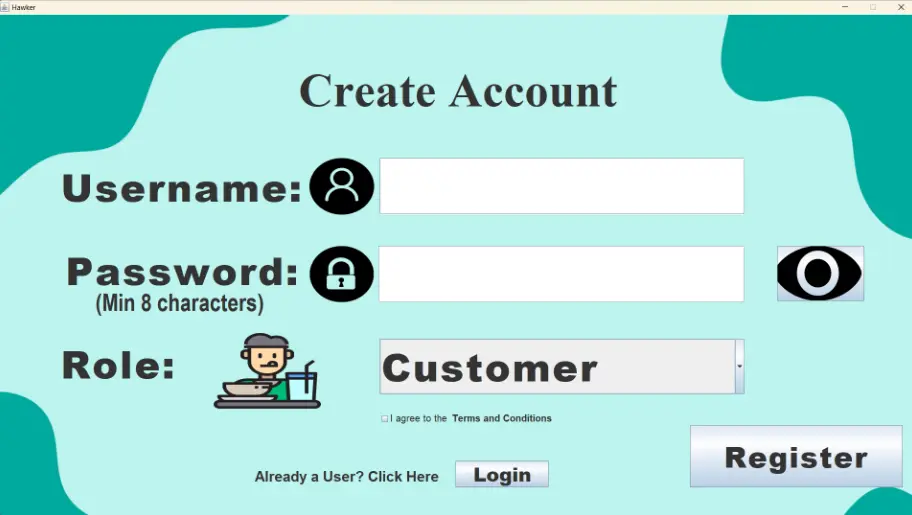 Hawker
Create Account
Username:
Password:
(Min 8 characters)
Role:
Customer
I agree to the Terms and Conditions
Register
Already a User? Click Here
Login